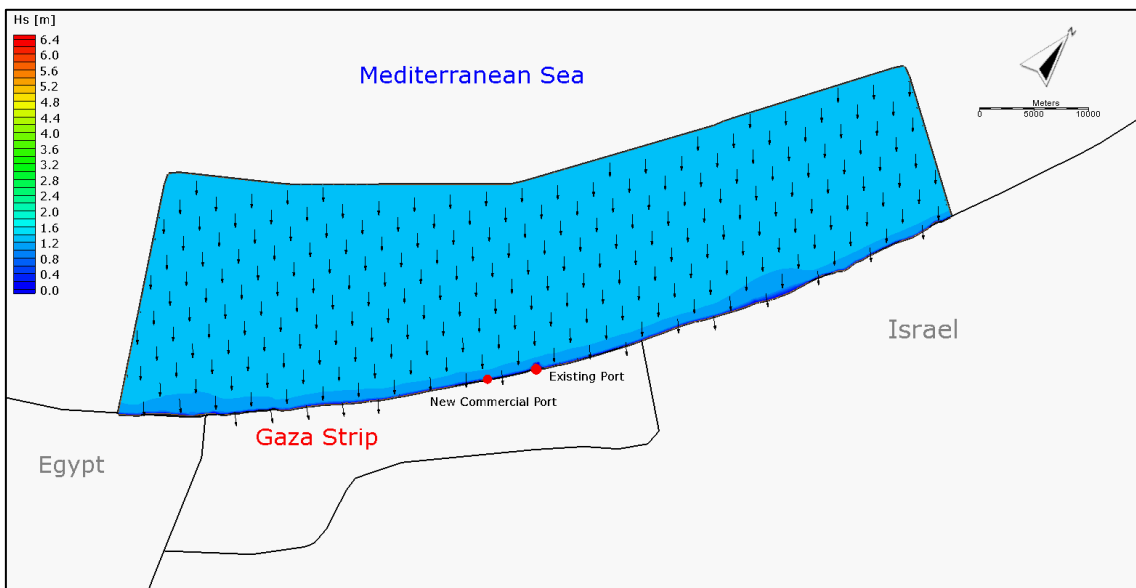 Hs [m]
6.4
6.0
5.6
5.2
4.8
4.4
4.0
3.6
3.2
2.8
2.4
2.0
1.6
1.2
0.8
0.4
0.0
Mediterranean Sea
N
Meters
0 5000 10000
Israel
Existing Port
New Commercial Port
Gaza Strip
Egypt